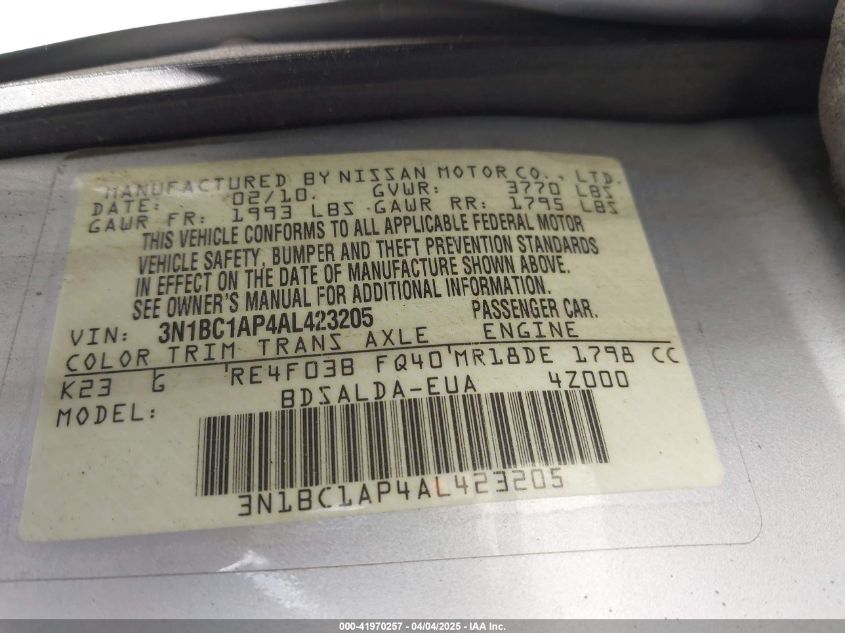 MANUFACTURED BY NISSAN MOTOR CO., LTD.
DATE: 02/10. GVWR: 3770 LBS
GAWR FR: 1993 LBS GAWR RR: 1795 LBS
THIS VEHICLE CONFORMS TO ALL APPLICABLE FEDERAL MOTOR
VEHICLE SAFETY, BUMPER AND THEFT PREVENTION STANDARDS
IN EFFECT ON THE DATE OF MANUFACTURE SHOWN ABOVE.
SEE OWNER'S MANUAL FOR ADDITIONAL INFORMATION.
VIN: 3N1BC1AP4AL423205 PASSENGER CAR.
COLOR TRIM TRANS AXLE ENGINE
K23 G 'RE4F03B FQ40'MR18DE 1798 CC
MODEL: BDSALDA-EUA 4Z000
3N1BC1AP4AL423205
000-41970257 - 04/04/2025 - IAA Inc.